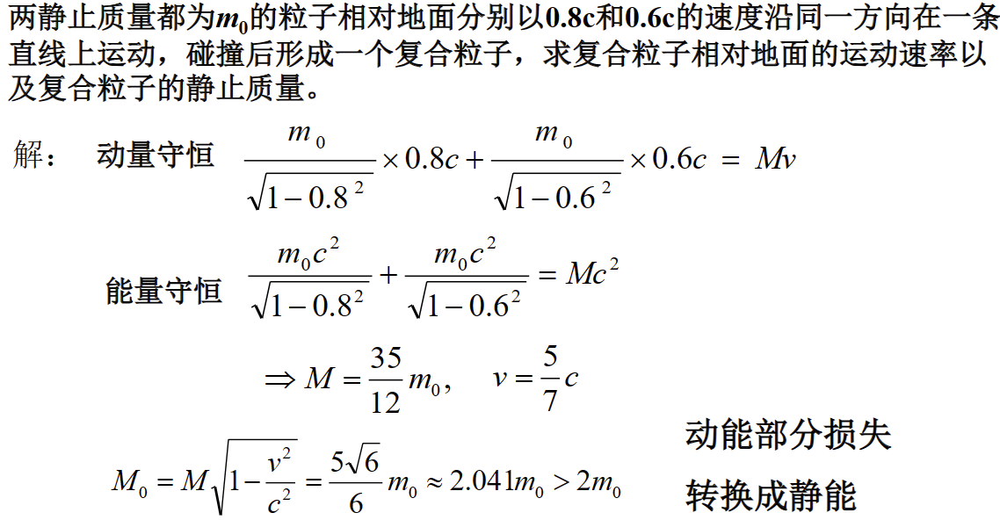 两静止质量都为m₀的粒子相对地面分别以0.8c和0.6c的速度沿同一方向在一条
直线上运动，碰撞后形成一个复合粒子，求复合粒子相对地面的运动速率以
及复合粒子的静止质量。
解： 动量守恒 \frac{m_0}{\sqrt{1-0.8^2}}×0.8c+\frac{m_0}{\sqrt{1-0.6^2}}×0.6c = Mv
能量守恒 \frac{m_0c^2}{\sqrt{1-0.8^2}}+\frac{m_0c^2}{\sqrt{1-0.6^2}}=Mc^2
⇒ M=\frac{35}{12}m_0, v=\frac{5}{7}c
动能部分损失
M_0=M\sqrt{1-\frac{v^2}{c^2}}=\frac{5\sqrt{6}}{6}m_0≈2.041m_0>2m_0
转换成静能